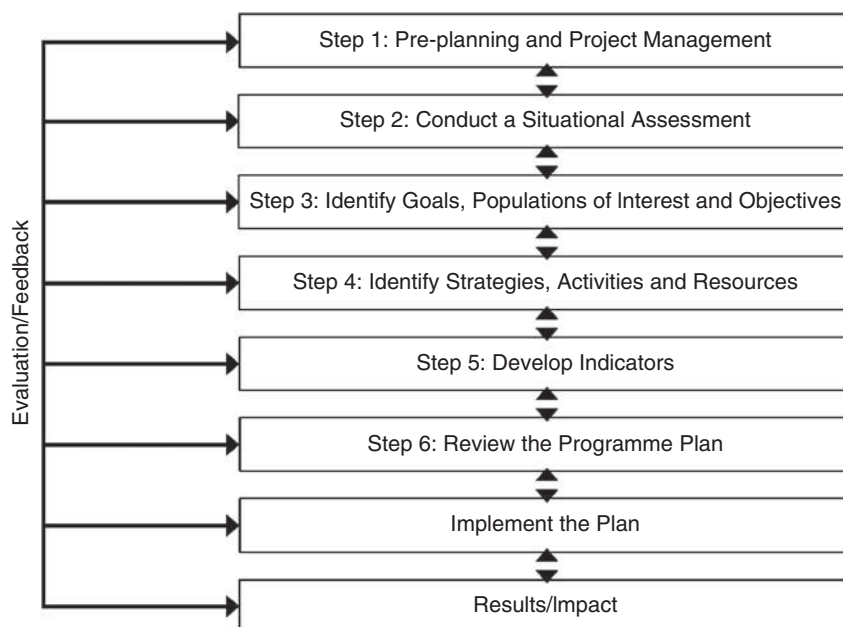 Step 1: Pre-planning and Project Management
Step 2: Conduct a Situational Assessment
Step 3: Identify Goals, Populations of Interest and Objectives
Step 4: Identify Strategies, Activities and Resources
Step 5: Develop Indicators
Step 6: Review the Programme Plan
Implement the Plan
Results/Impact
Evaluation/Feedback